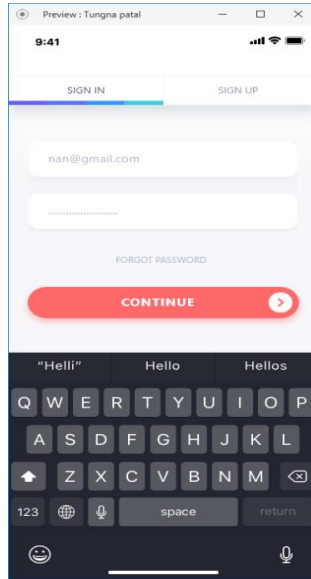 Preview : Tungna patal
9:41
SIGN IN SIGN UP
nan@gmail.com
FORGOT PASSWORD
CONTINUE
"Helli" Hello Hellos
Q W E R T Y U I O P
A S D F G H J K L
Z X C V B N M
123 space return